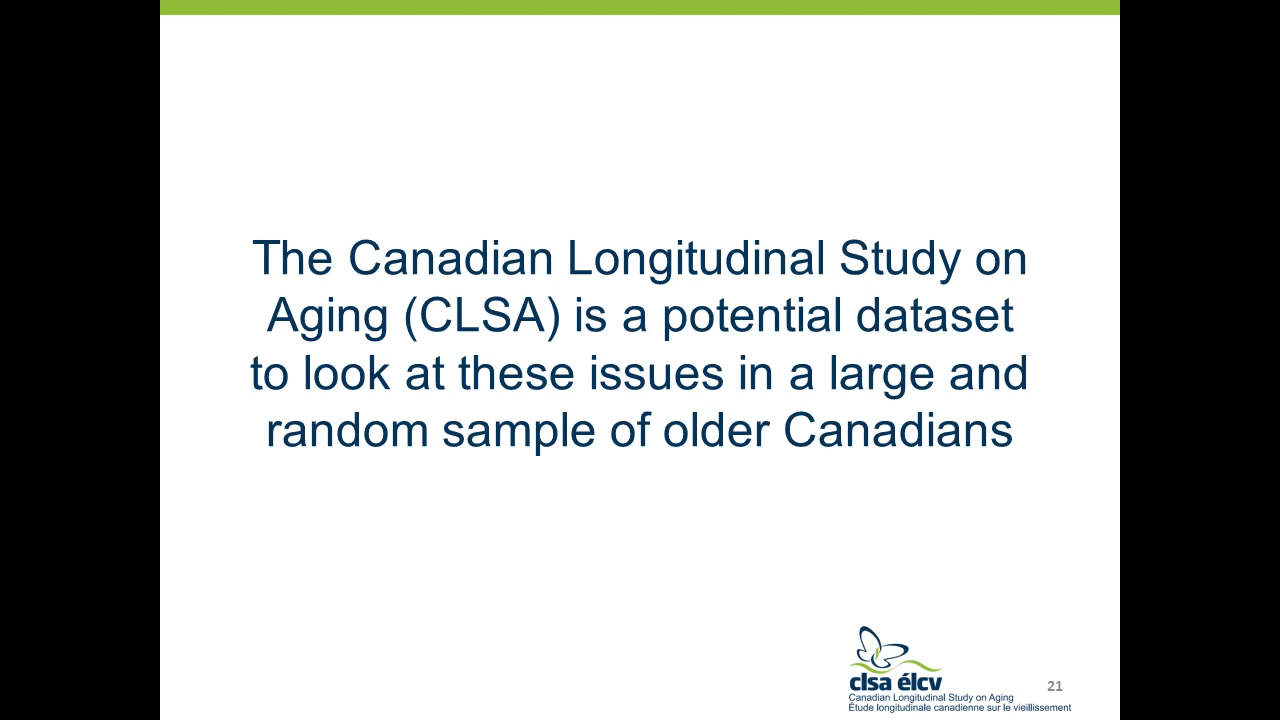 The Canadian Longitudinal Study on
Aging (CLSA) is a potential dataset
to look at these issues in a large and
random sample of older Canadians
clsa élcv
Canadian Longitudinal Study on Aging
Étude longitudinale canadienne sur le vieillissement
21